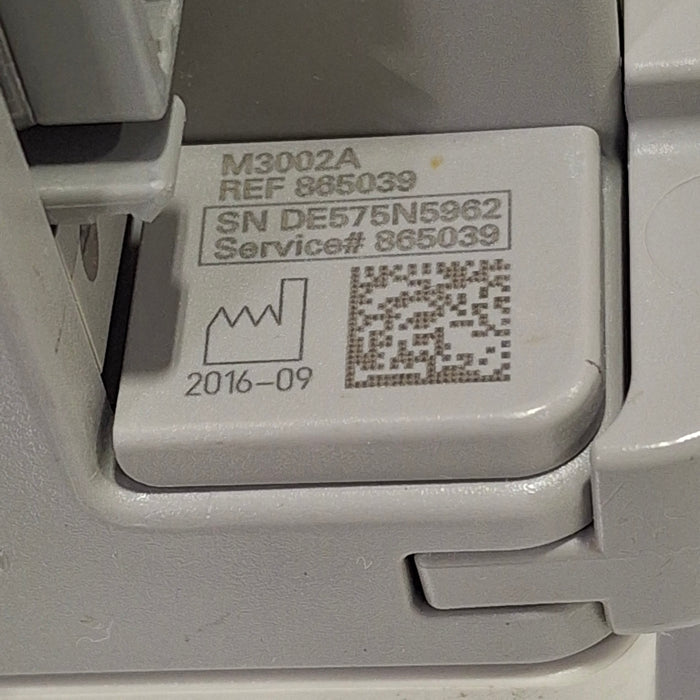 M3002A
REF 865039
SN DE575N5962
Service# 865039
2016-09